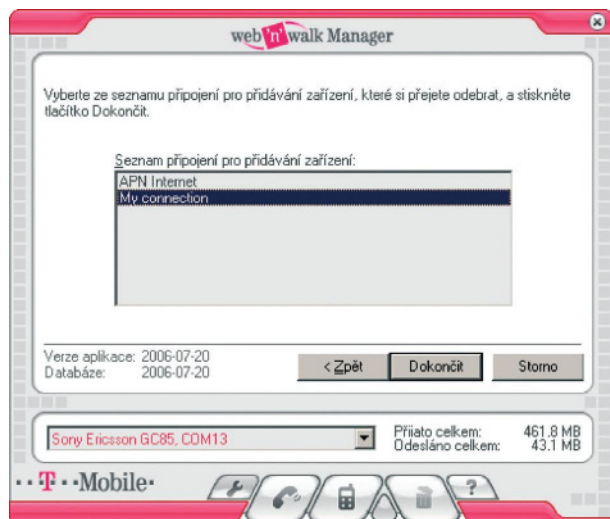 web'n'walk Manager
Vyberte ze seznamu připojení pro přidávání zařízení, které si přejete odebrat, a stiskněte
tlačítko Dokončit.
Seznam připojení pro přidávání zařízení:
APN Internet
My connection
Verze aplikace: 2006-07-20
Databáze: 2006-07-20
< Zpět Dokončit Storno
Sony Ericsson GC85, COM13
Přijato celkem: 461.8 MB
Odesláno celkem: 43.1 MB
T-Mobile
?